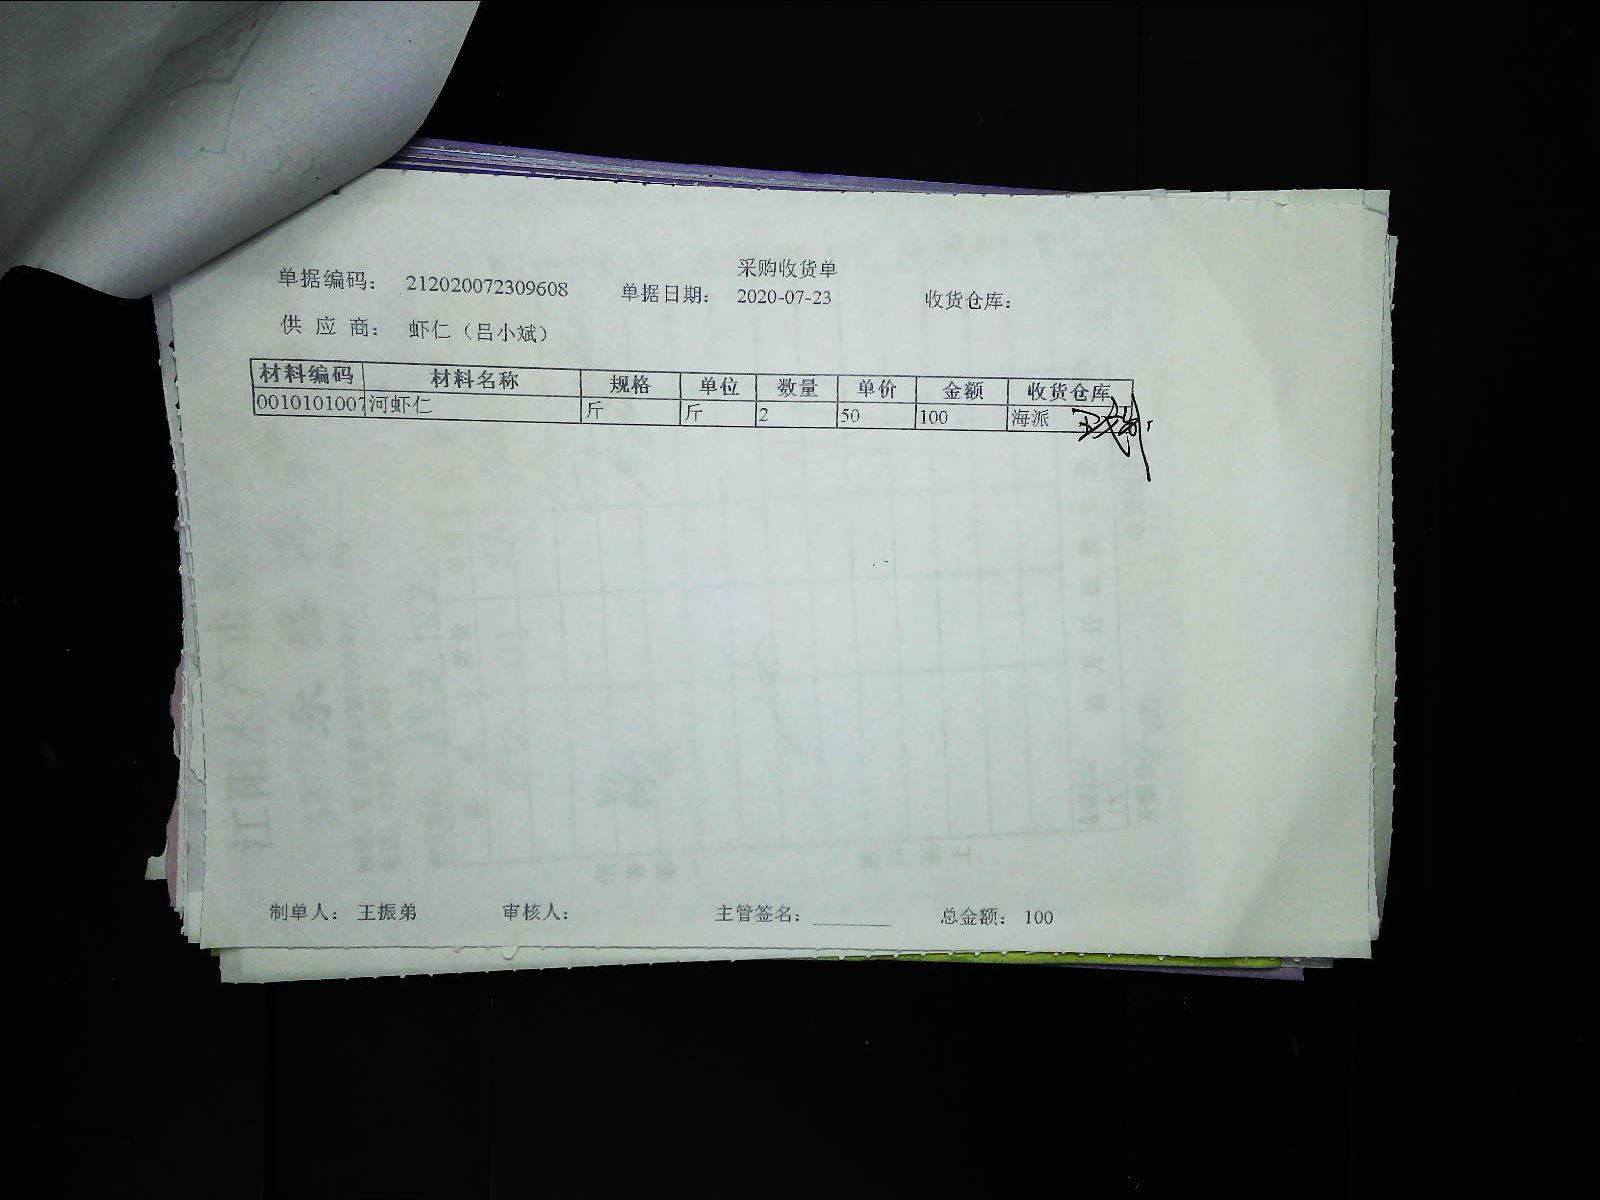 采购收货单
单据编码: 212020072309608 单据日期: 2020-07-23 收货仓库:
供应商: 虾仁(吕小斌)
材料编码 材料名称 规格 单位 数量 单价 金额 收货仓库
0010101007 河虾仁 斤 斤 2 50 100 海派
制单人: 王振弟 审核人: 主管签名: 总金额: 100